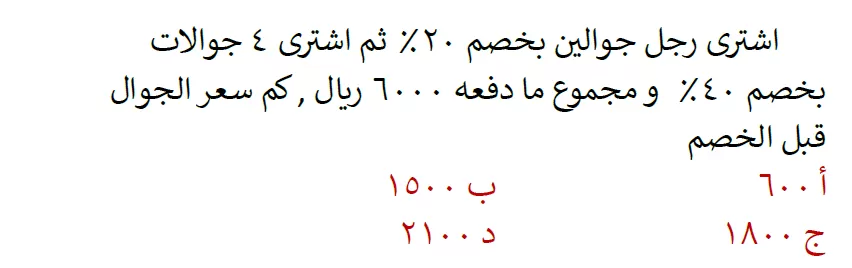 اشترى رجل جوالين بخصم ٢٠٪ ثم اشترى ٤ جوالات
بخصم ٤٠٪ و مجموع ما دفعه ٦٠٠٠ ريال , كم سعر الجوال
قبل الخصم
أ ٦٠٠ ب ١٥٠٠
ج ١٨٠٠ د ٢١٠٠